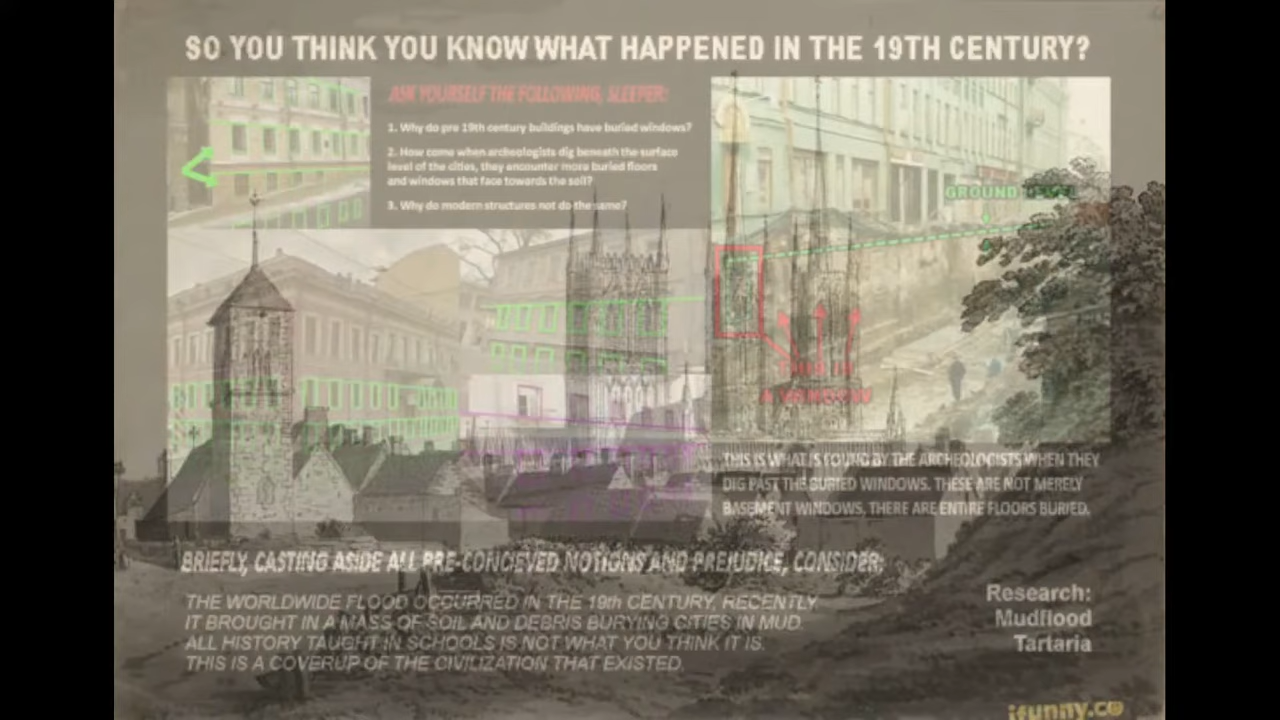 SO YOU THINK YOU KNOW WHAT HAPPENED IN THE 19TH CENTURY?
ASK YOURSELF THE FOLLOWING, SLEEPER:
1. Why do pre 19th century buildings have buried windows?
2. How come when archeologists dig beneath the surface
level of the cities, they encounter more buried floors
and windows that face towards the soil?
3. Why do modern structures not do the same?
GROUND LEVEL
THIS IS
A WINDOW
THIS IS WHAT IS FOUND BY THE ARCHEOLOGISTS WHEN THEY
DIG PAST THE BURIED WINDOWS. THESE ARE NOT MERELY
BASEMENT WINDOWS. THERE ARE ENTIRE FLOORS BURIED.
BRIEFLY, CASTING ASIDE ALL PRE-CONCIEVED NOTIONS AND PREJUDICE, CONSIDER:
THE WORLDWIDE FLOOD OCCURRED IN THE 19th CENTURY, RECENTLY
IT BROUGHT IN A MASS OF SOIL AND DEBRIS BURYING CITIES IN MUD.
ALL HISTORY TAUGHT IN SCHOOLS IS NOT WHAT YOU THINK IT IS.
THIS IS A COVERUP OF THE CIVILIZATION THAT EXISTED.
Research:
Mudflood
Tartaria
ifunny.co